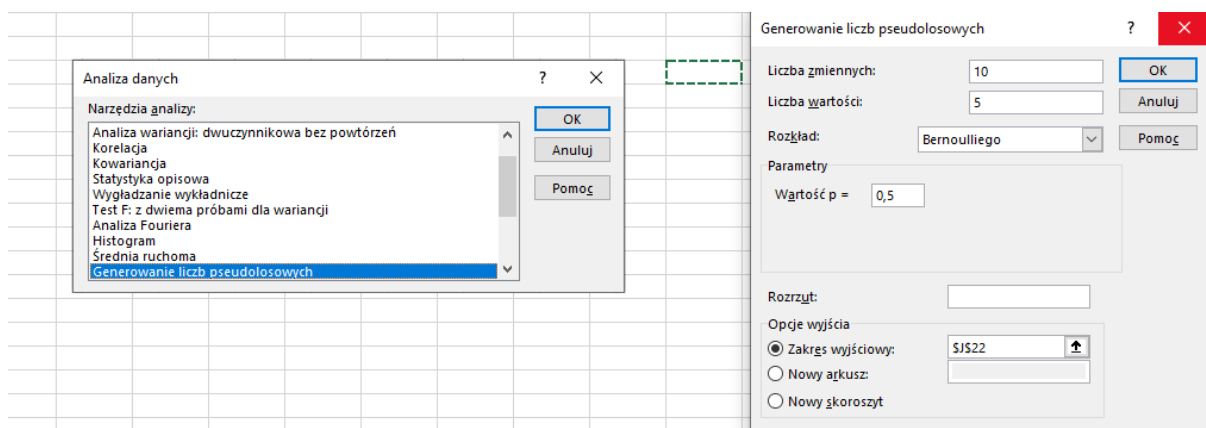 Analiza danych
?
Narzędzia analizy:
Analiza wariancji: dwuczynnikowa bez powtórzeń
Korelacja
Kowariancja
Statystyka opisowa
Wygładzanie wykładnicze
Test F: z dwiema próbami dla wariancji
Analiza Fouriera
Histogram
Średnia ruchoma
Generowanie liczb pseudolosowych
OK
Anuluj
Pomoc
Generowanie liczb pseudolosowych
?
Liczba zmiennych: 10
Liczba wartości: 5
Rozkład: Bernoulliego
OK
Anuluj
Pomoc
Parametry
Wartość p = 0,5
Rozrzut:
Opcje wyjścia
Zakres wyjściowy: $J$22
Nowy arkusz:
Nowy skoroszyt